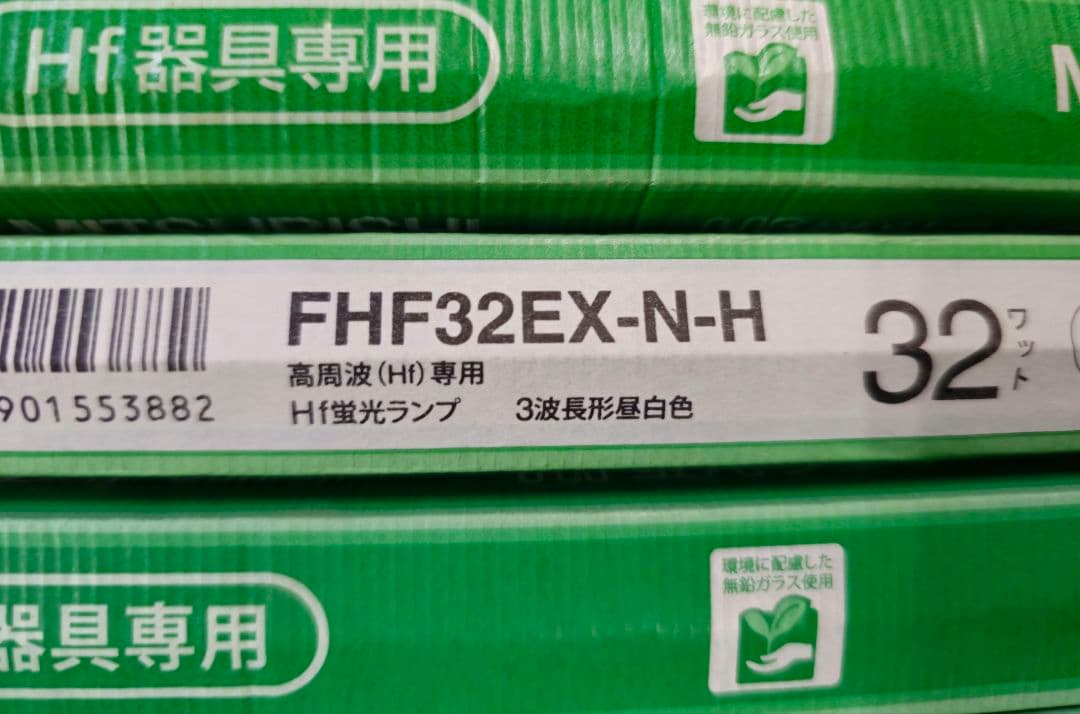 Hf器具専用
環境に配慮した
無鉛ガラス使用
MITSUBISHI
FHF32EX-N-H
32ワット
高周波(Hf)専用
901553882
Hf蛍光ランプ 3波長形昼白色
環境に配慮した
無鉛ガラス使用
器具専用